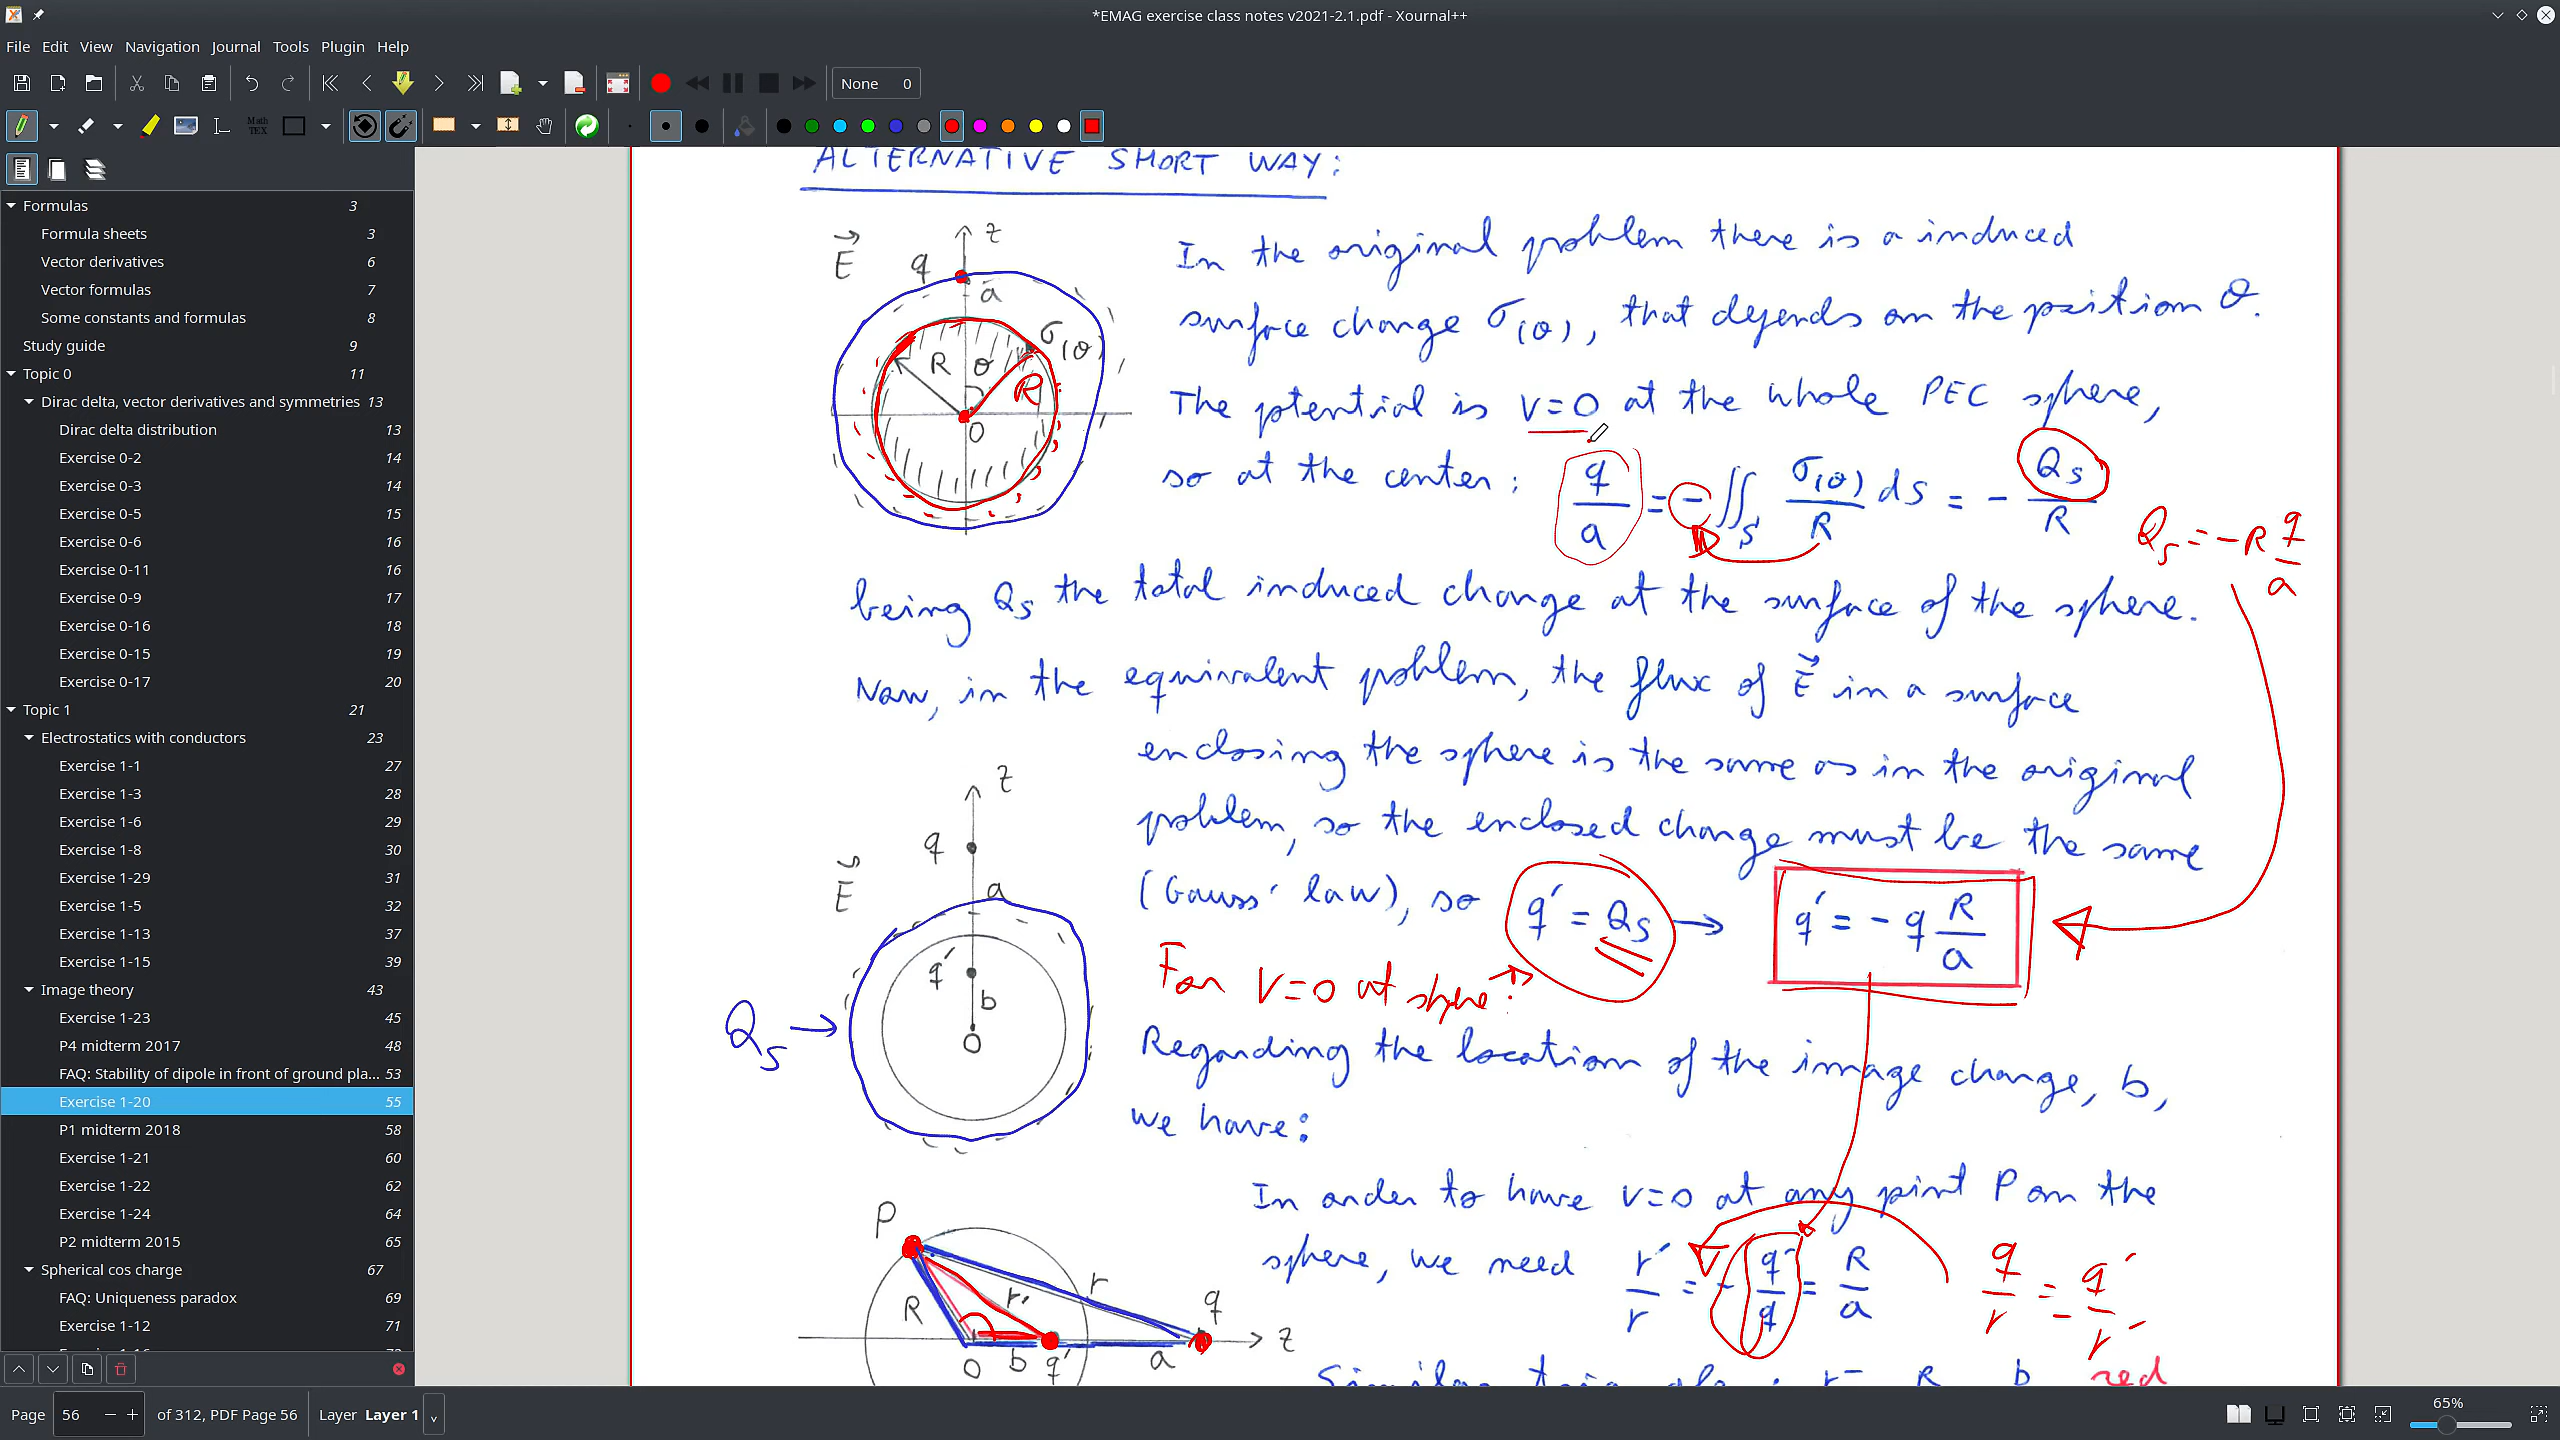 *EMAG exercise class notes v2021-2.1.pdf - Xournal++
File Edit View Navigation Journal Tools Plugin Help
None 0
Math TEX
Formulas 3
Formula sheets 3
Vector derivatives 6
Vector formulas 7
Some constants and formulas 8
Study guide 9
Topic 0 11
Dirac delta, vector derivatives and symmetries 13
Dirac delta distribution 13
Exercise 0-2 14
Exercise 0-3 14
Exercise 0-5 15
Exercise 0-6 16
Exercise 0-11 16
Exercise 0-9 17
Exercise 0-16 18
Exercise 0-15 19
Exercise 0-17 20
Topic 1 21
Electrostatics with conductors 23
Exercise 1-1 27
Exercise 1-3 28
Exercise 1-6 29
Exercise 1-8 30
Exercise 1-29 31
Exercise 1-5 32
Exercise 1-13 37
Exercise 1-15 39
Image theory 43
Exercise 1-23 45
P4 midterm 2017 48
FAQ: Stability of dipole in front of ground pla... 53
Exercise 1-20 55
P1 midterm 2018 58
Exercise 1-21 60
Exercise 1-22 62
Exercise 1-24 64
P2 midterm 2015 65
Spherical cos charge 67
FAQ: Uniqueness paradox 69
Exercise 1-12 71
Page 56 of 312, PDF Page 56 Layer Layer 1
65%
ALTERNATIVE SHORT WAY:
E⃗ q z a σ(θ) R θ R O
In the original problem there is a induced
surface charge σ(θ), that depends on the position θ.
The potential is V=0 at the whole PEC sphere,
so at the center: q/a = - ∬_S σ(θ)/R dS = - Q_S/R
Q_S = -R q/a
being Q_S the total induced charge at the surface of the sphere.
Now, in the equivalent problem, the flux of E⃗ in a surface
enclosing the sphere is the same as in the original
problem, so the enclosed charge must be the same
(Gauss' law), so q' = Q_S → q' = - q R/a
For V=0 at sphere!
z q E⃗ a q' b O
Q_S →
Regarding the location of the image charge, b,
we have:
In order to have V=0 at any point P on the
sphere, we need r'/r = - q'/q = R/a
q/r = - q'/r'
P R r' r q O b q' a z
Similar red